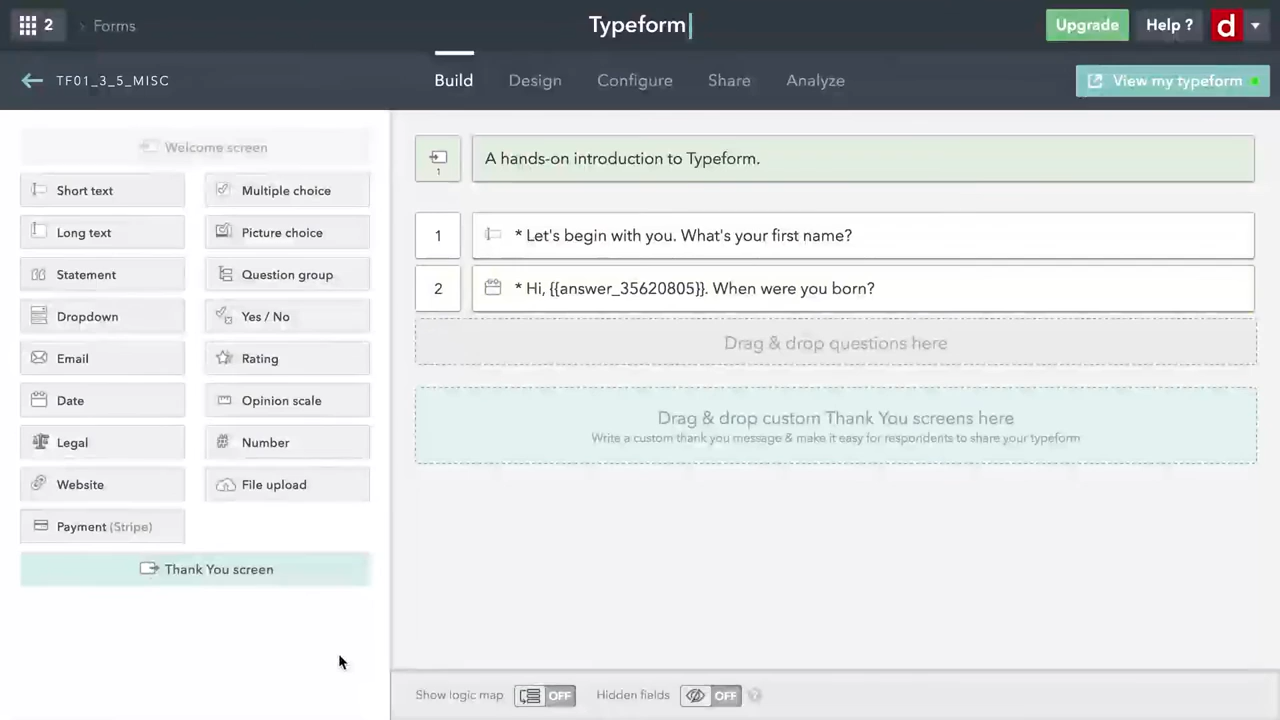 2 Forms Typeform Upgrade Help ? d
TF01_3_5_MISC Build Design Configure Share Analyze View my typeform
Welcome screen
Short text Multiple choice
Long text Picture choice
Statement Question group
Dropdown Yes / No
Email Rating
Date Opinion scale
Legal Number
Website File upload
Payment (Stripe)
Thank You screen
1 A hands-on introduction to Typeform.
1 * Let's begin with you. What's your first name?
2 * Hi, {{answer_35620805}}. When were you born?
Drag & drop questions here
Drag & drop custom Thank You screens here
Write a custom thank you message & make it easy for respondents to share your typeform
Show logic map OFF Hidden fields OFF ?